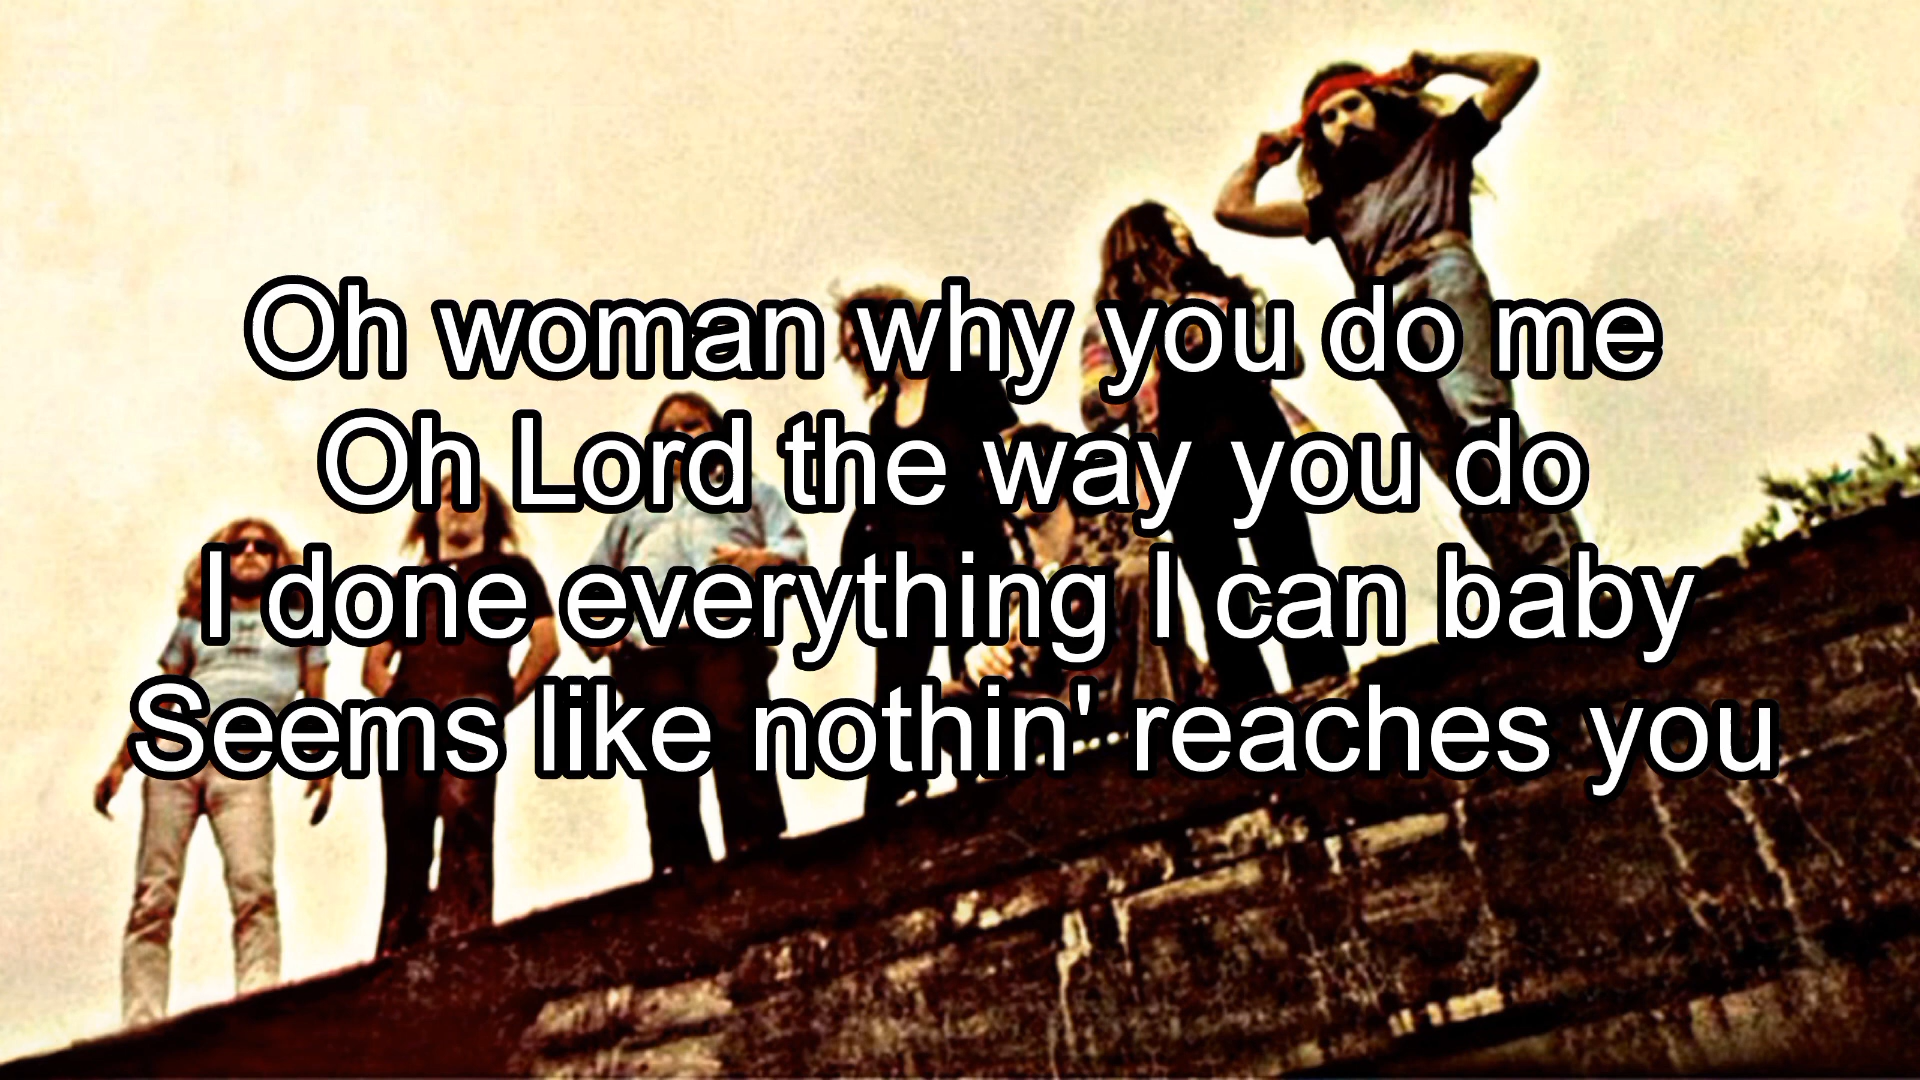 Oh woman why you do me
Oh Lord the way you do
I done everything I can baby
Seems like nothin' reaches you